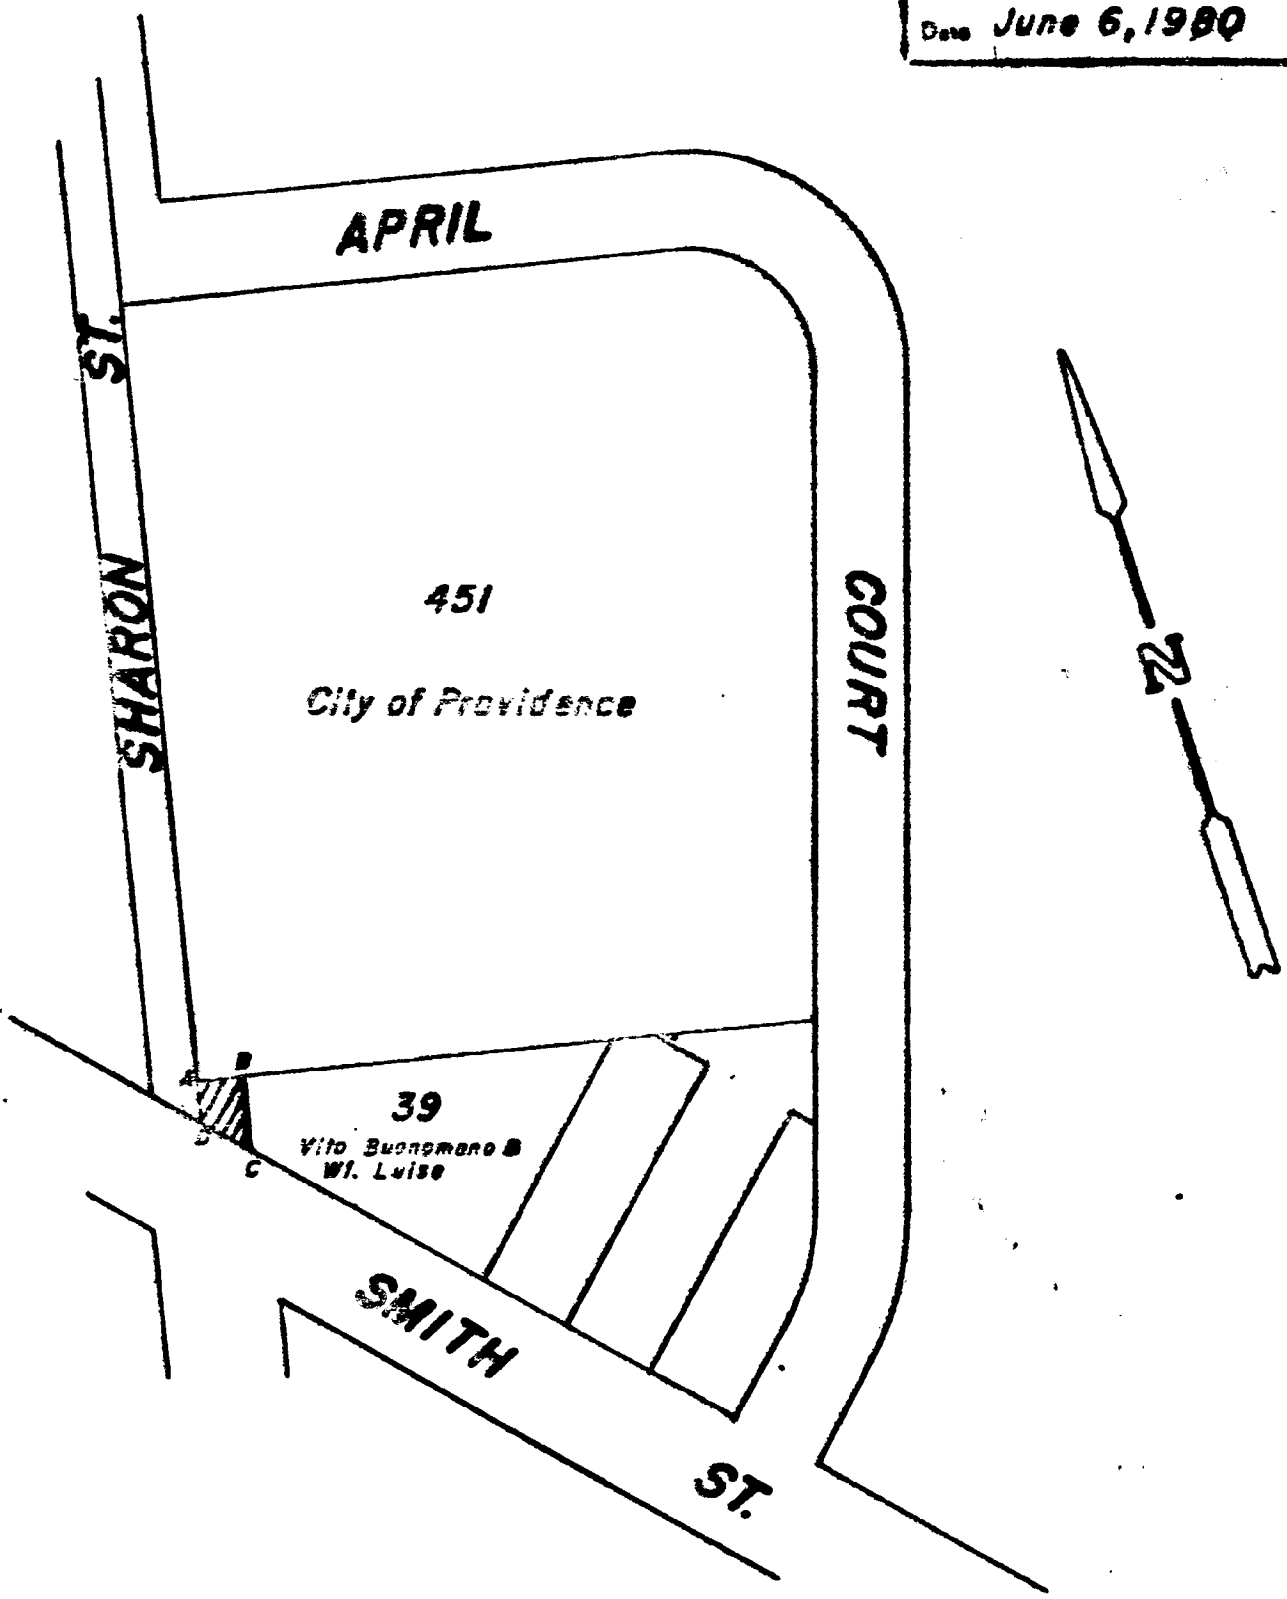 Date June 6, 1980
APRIL
COURT
SHARON ST.
451
City of Providence
N
A
B
39
D
Vito Buonomano &
C
Wf. Luise
SMITH ST.